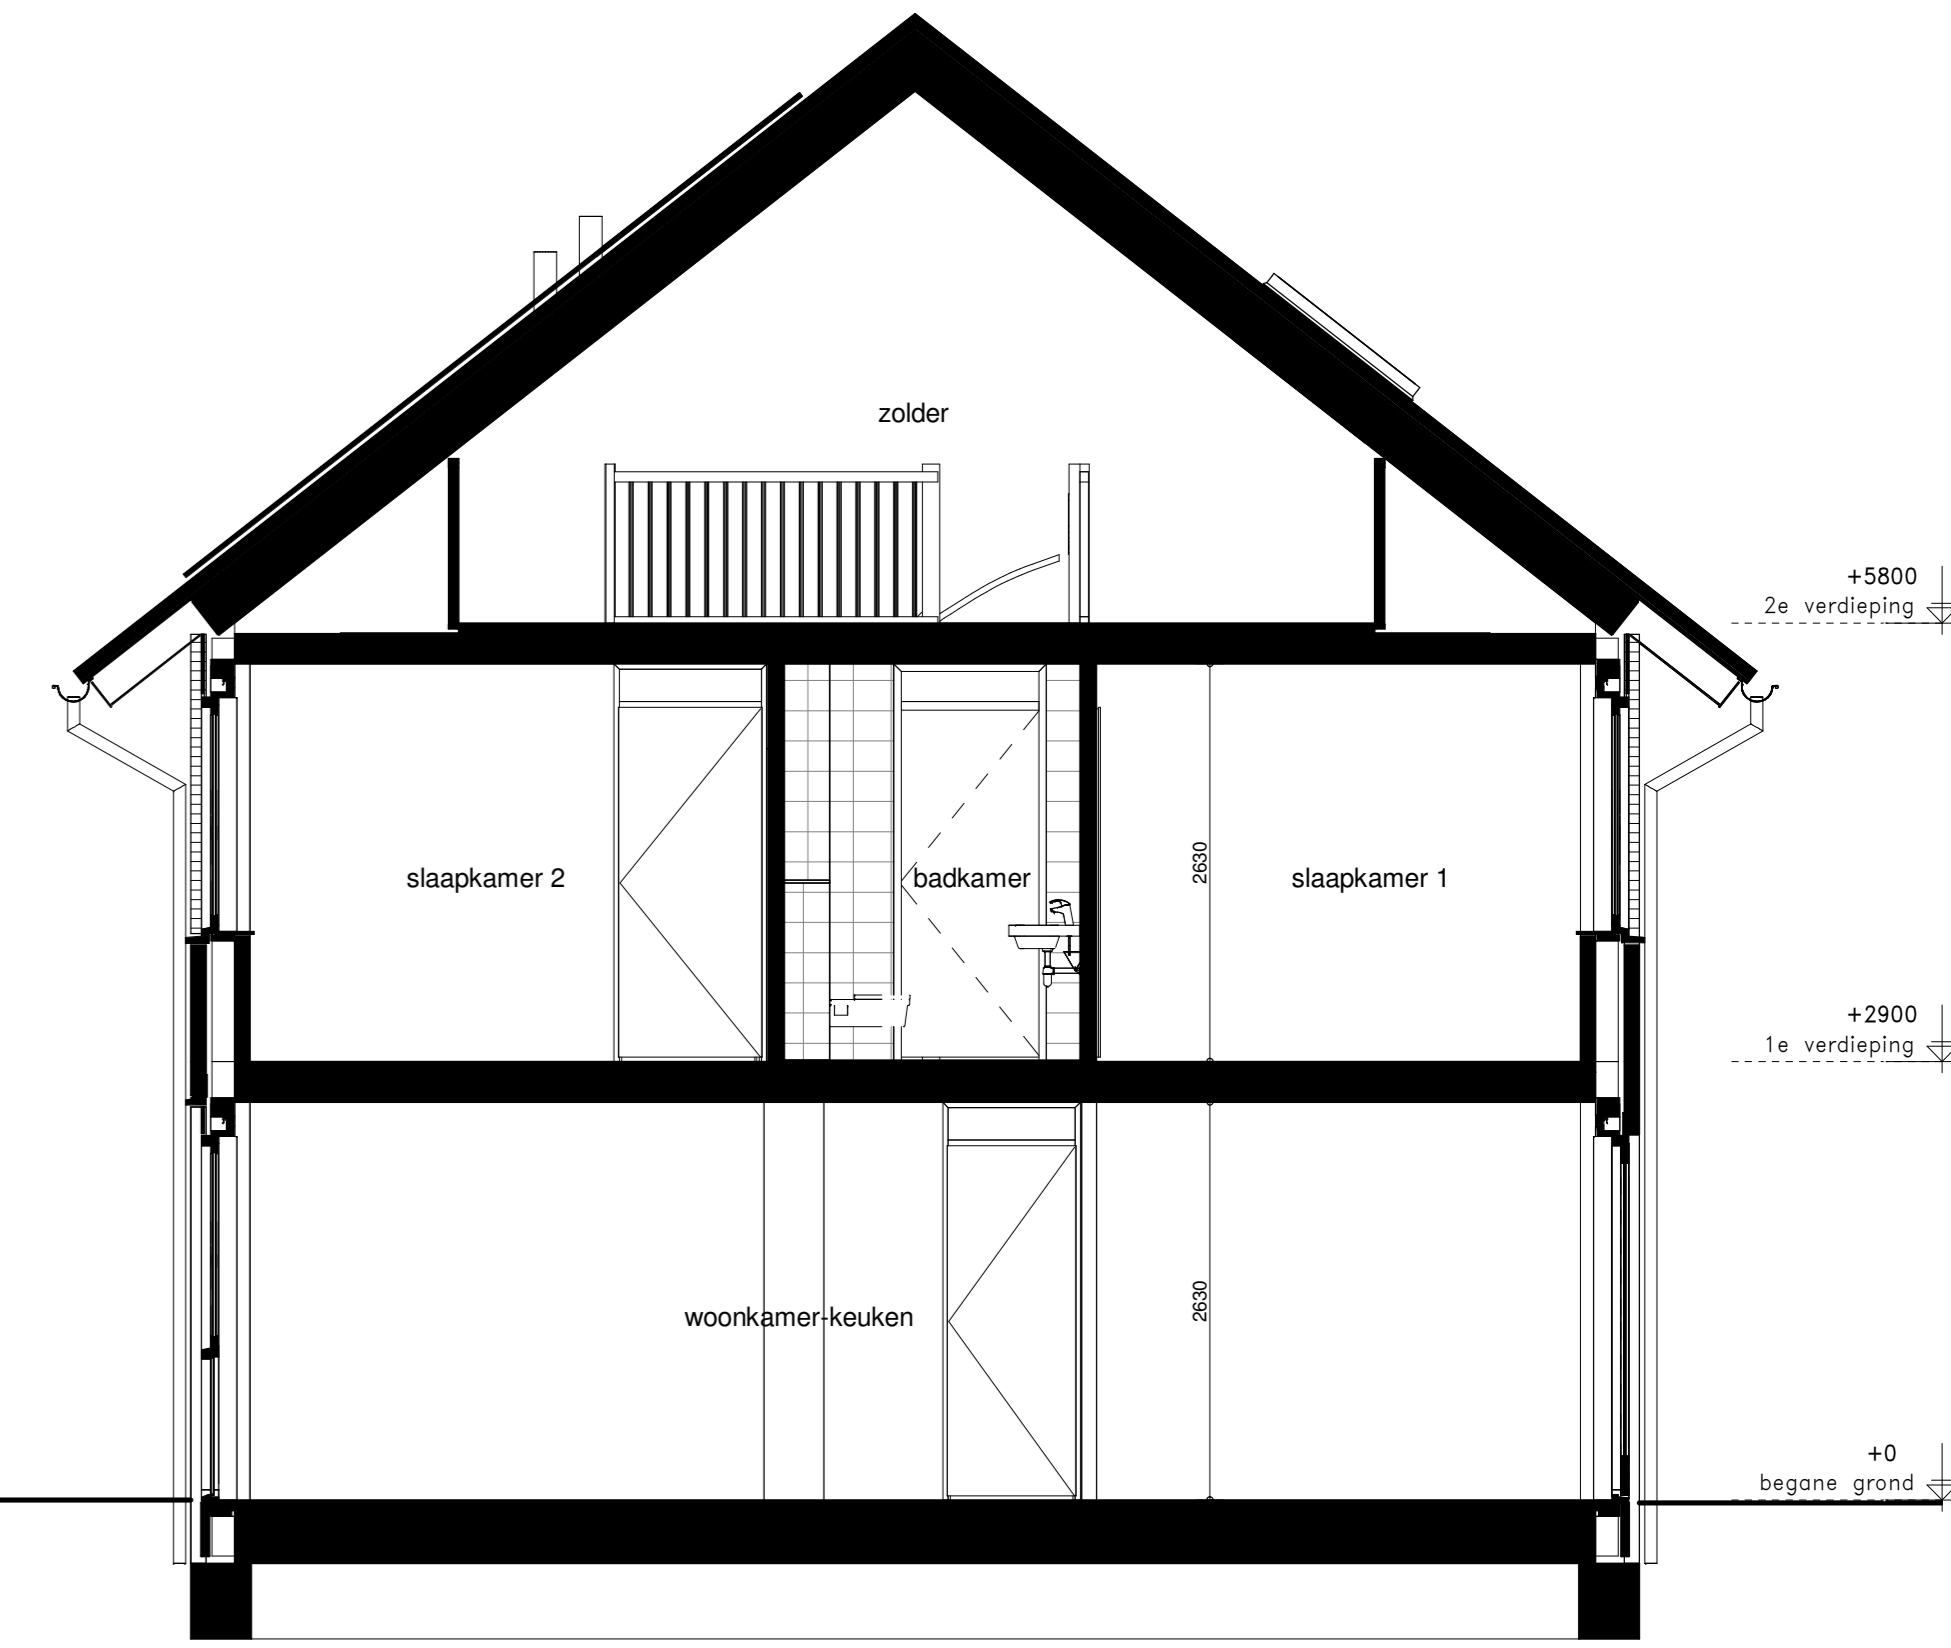 zolder
+5800
2e verdieping
slaapkamer 2
badkamer
2630
slaapkamer 1
+2900
1e verdieping
woonkamer-keuken
2630
+0
begane grond